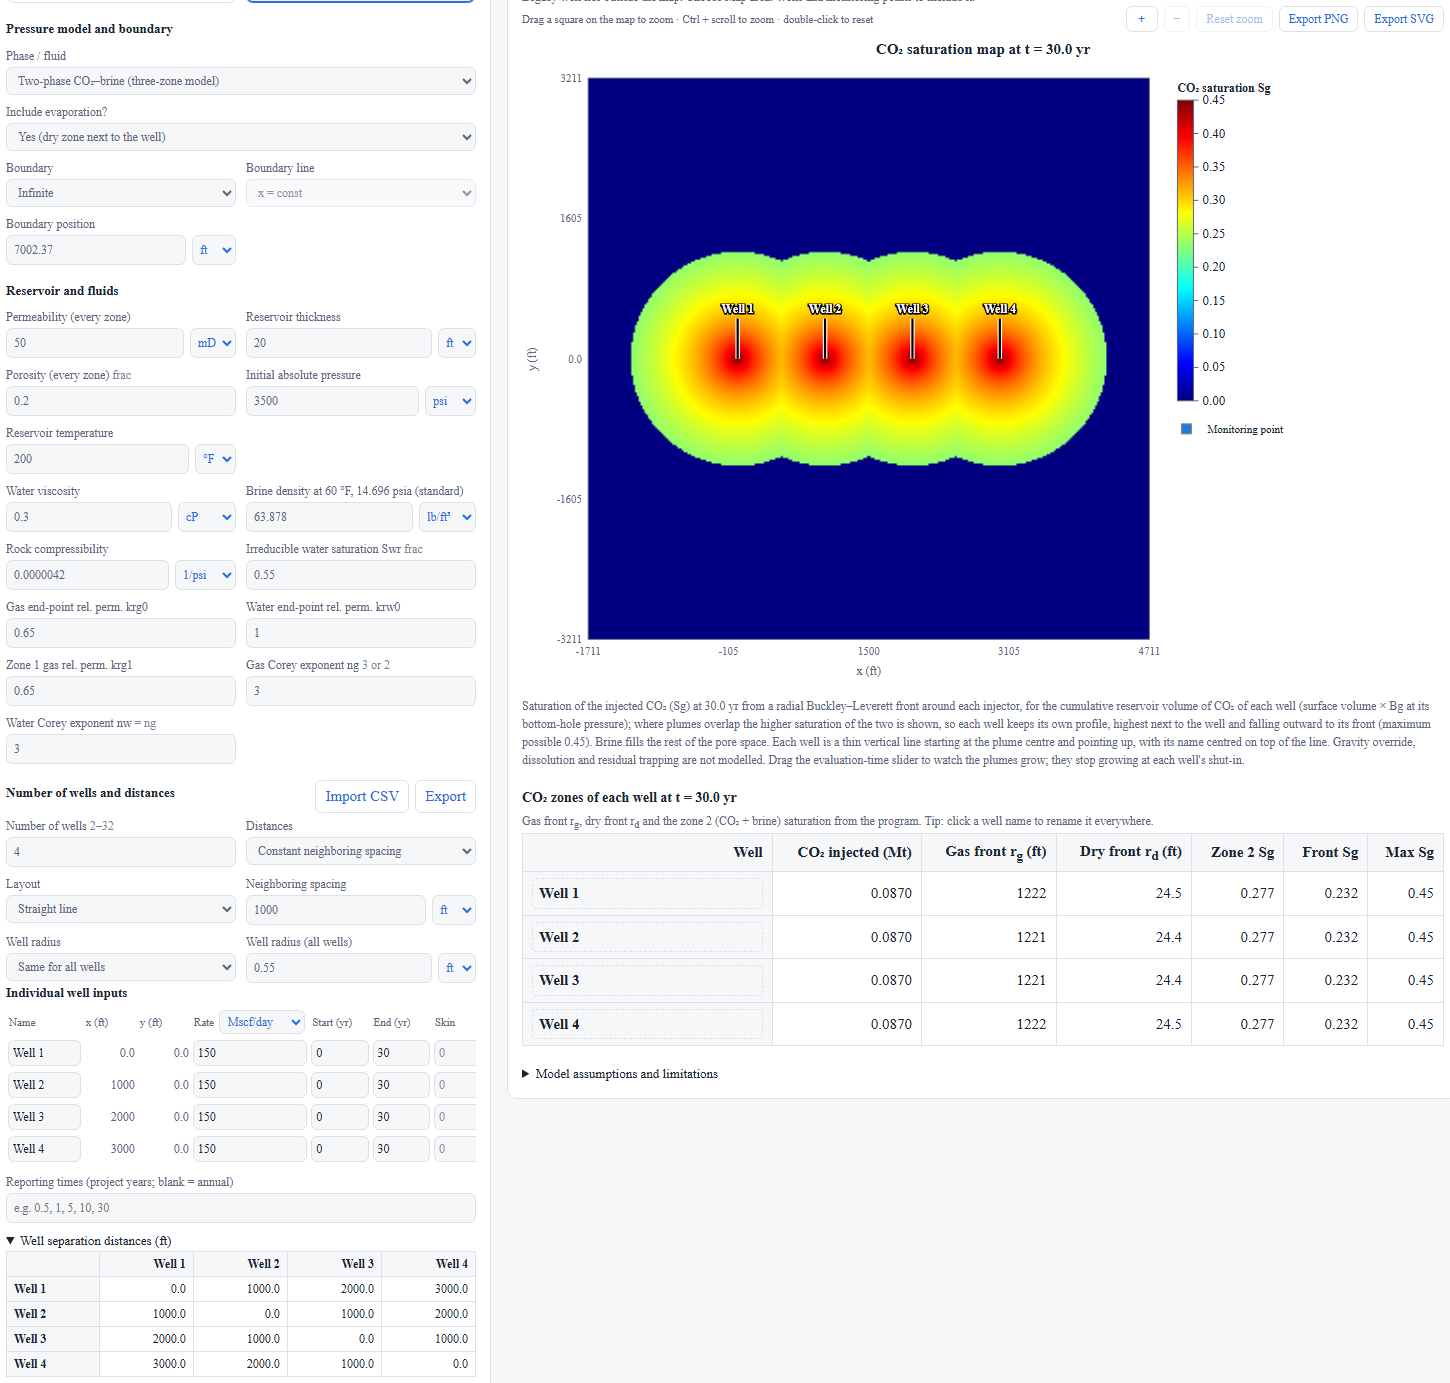 Pressure model and boundary
Phase / fluid
Two-phase CO₂–brine (three-zone model)
Include evaporation?
Yes (dry zone next to the well)
Boundary
Boundary line
Infinite
x = const
Boundary position
7002.37
ft
Reservoir and fluids
Permeability (every zone)
Reservoir thickness
50
mD
20
ft
Porosity (every zone) frac
Initial absolute pressure
0.2
3500
psi
Reservoir temperature
200
°F
Water viscosity
Brine density at 60 °F, 14.696 psia (standard)
0.3
cP
63.878
lb/ft³
Rock compressibility
Irreducible water saturation Swr frac
0.0000042
1/psi
0.55
Gas end-point rel. perm. krg0
Water end-point rel. perm. krw0
0.65
1
Zone 1 gas rel. perm. krg1
Gas Corey exponent ng 3 or 2
0.65
3
Water Corey exponent nw = ng
3
Number of wells and distances
Import CSV
Export
Number of wells 2–32
Distances
4
Constant neighboring spacing
Layout
Neighboring spacing
Straight line
1000
ft
Well radius
Well radius (all wells)
Same for all wells
0.55
ft
Individual well inputs
Name x (ft) y (ft) Rate Mscf/day Start (yr) End (yr) Skin
Well 1 0.0 0.0 150 0 30 0
Well 2 1000 0.0 150 0 30 0
Well 3 2000 0.0 150 0 30 0
Well 4 3000 0.0 150 0 30 0
Reporting times (project years; blank = annual)
e.g. 0.5, 1, 5, 10, 30
▼ Well separation distances (ft)
Well 1 Well 2 Well 3 Well 4
Well 1 0.0 1000.0 2000.0 3000.0
Well 2 1000.0 0.0 1000.0 2000.0
Well 3 2000.0 1000.0 0.0 1000.0
Well 4 3000.0 2000.0 1000.0 0.0
Drag a square on the map to zoom · Ctrl + scroll to zoom · double-click to reset
+
−
Reset zoom
Export PNG
Export SVG
CO₂ saturation map at t = 30.0 yr
3211
1605
0.0
-1605
-3211
y (ft)
Well 1 Well 2 Well 3 Well 4
-1711 -105 1500 3105 4711
x (ft)
CO₂ saturation Sg
0.45
0.40
0.35
0.30
0.25
0.20
0.15
0.10
0.05
0.00
Monitoring point
Saturation of the injected CO₂ (Sg) at 30.0 yr from a radial Buckley–Leverett front around each injector, for the cumulative reservoir volume of CO₂ of each well (surface volume × Bg at its
bottom-hole pressure); where plumes overlap the higher saturation of the two is shown, so each well keeps its own profile, highest next to the well and falling outward to its front (maximum
possible 0.45). Brine fills the rest of the pore space. Each well is a thin vertical line starting at the plume centre and pointing up, with its name centred on top of the line. Gravity override,
dissolution and residual trapping are not modelled. Drag the evaluation-time slider to watch the plumes grow; they stop growing at each well's shut-in.
CO₂ zones of each well at t = 30.0 yr
Gas front rg, dry front rd and the zone 2 (CO₂ + brine) saturation from the program. Tip: click a well name to rename it everywhere.
Well CO₂ injected (Mt) Gas front rg (ft) Dry front rd (ft) Zone 2 Sg Front Sg Max Sg
Well 1 0.0870 1222 24.5 0.277 0.232 0.45
Well 2 0.0870 1221 24.4 0.277 0.232 0.45
Well 3 0.0870 1221 24.4 0.277 0.232 0.45
Well 4 0.0870 1222 24.5 0.277 0.232 0.45
▶ Model assumptions and limitations